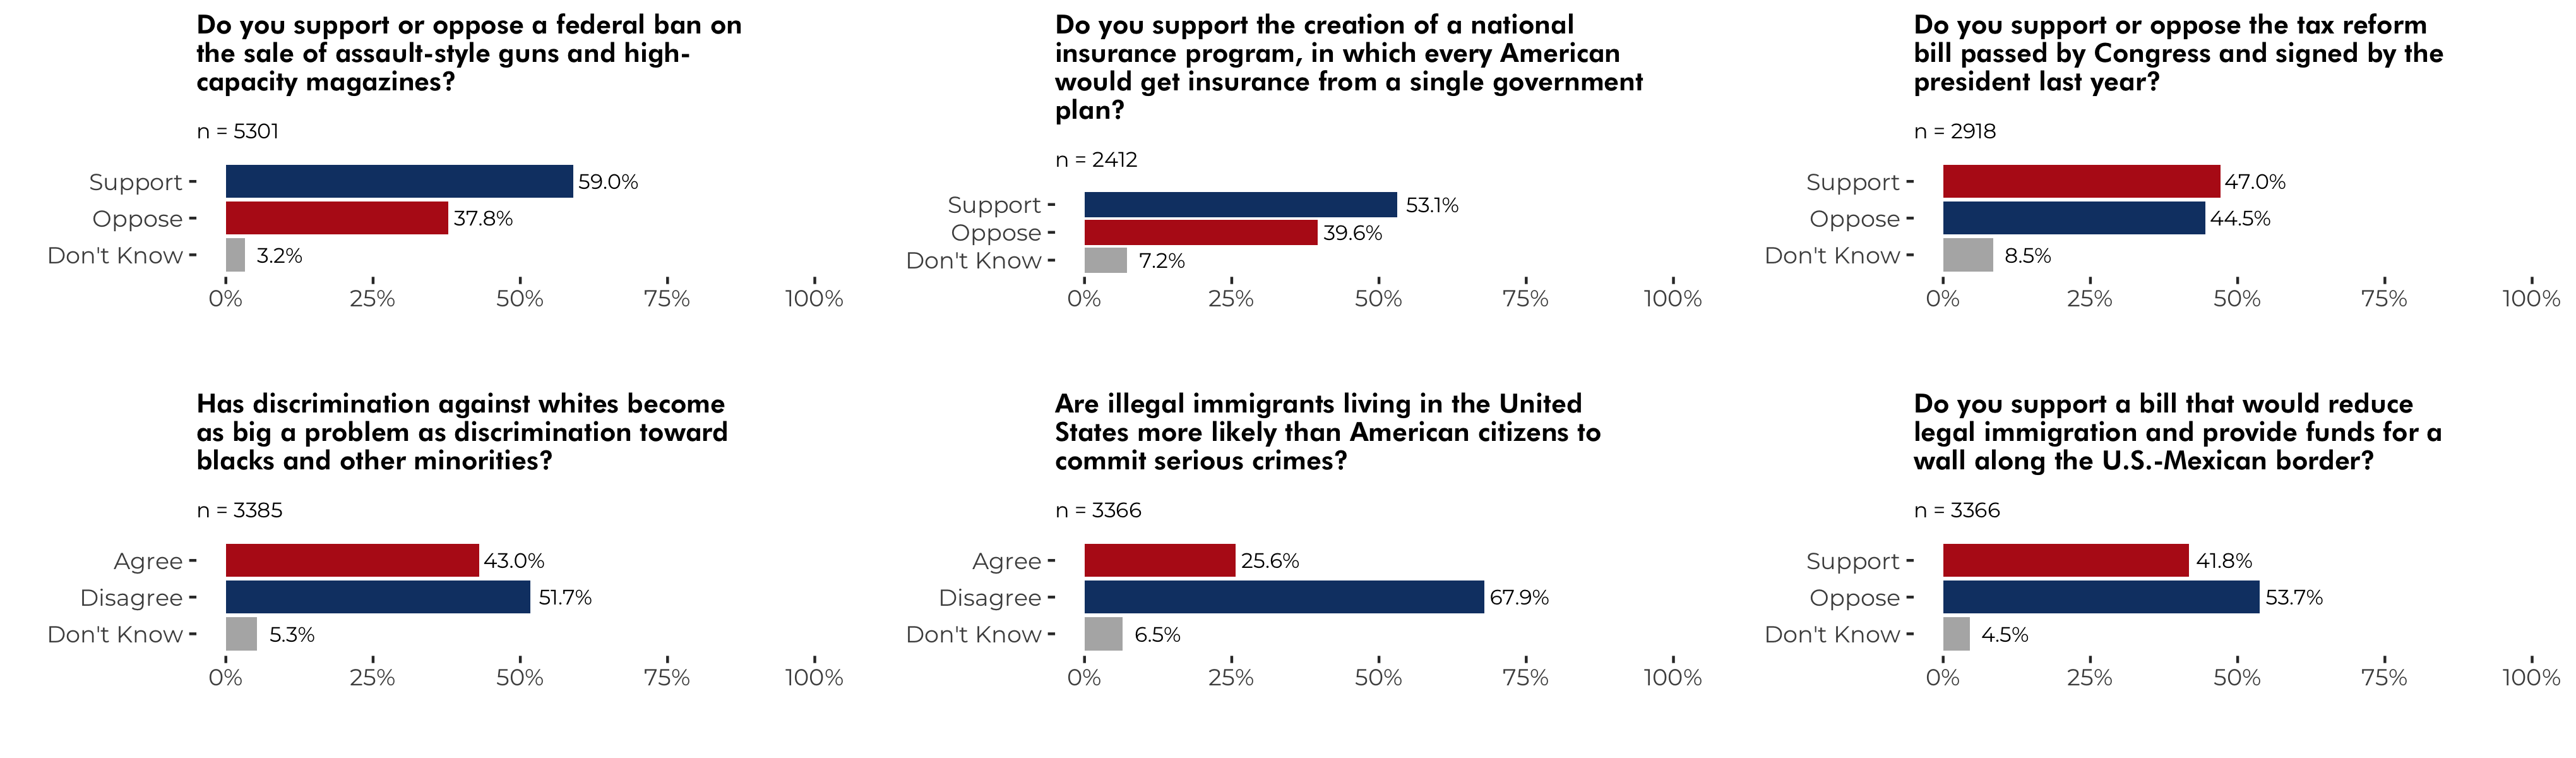 Do you support or oppose a federal ban on
the sale of assault-style guns and high-
capacity magazines?
n = 5301
Support
59.0%
Oppose
37.8%
Don't Know
3.2%
0% 25% 50% 75% 100%
Do you support the creation of a national
insurance program, in which every American
would get insurance from a single government
plan?
n = 2412
Support
53.1%
Oppose
39.6%
Don't Know
7.2%
0% 25% 50% 75% 100%
Do you support or oppose the tax reform
bill passed by Congress and signed by the
president last year?
n = 2918
Support
47.0%
Oppose
44.5%
Don't Know
8.5%
0% 25% 50% 75% 100%
Has discrimination against whites become
as big a problem as discrimination toward
blacks and other minorities?
n = 3385
Agree
43.0%
Disagree
51.7%
Don't Know
5.3%
0% 25% 50% 75% 100%
Are illegal immigrants living in the United
States more likely than American citizens to
commit serious crimes?
n = 3366
Agree
25.6%
Disagree
67.9%
Don't Know
6.5%
0% 25% 50% 75% 100%
Do you support a bill that would reduce
legal immigration and provide funds for a
wall along the U.S.-Mexican border?
n = 3366
Support
41.8%
Oppose
53.7%
Don't Know
4.5%
0% 25% 50% 75% 100%